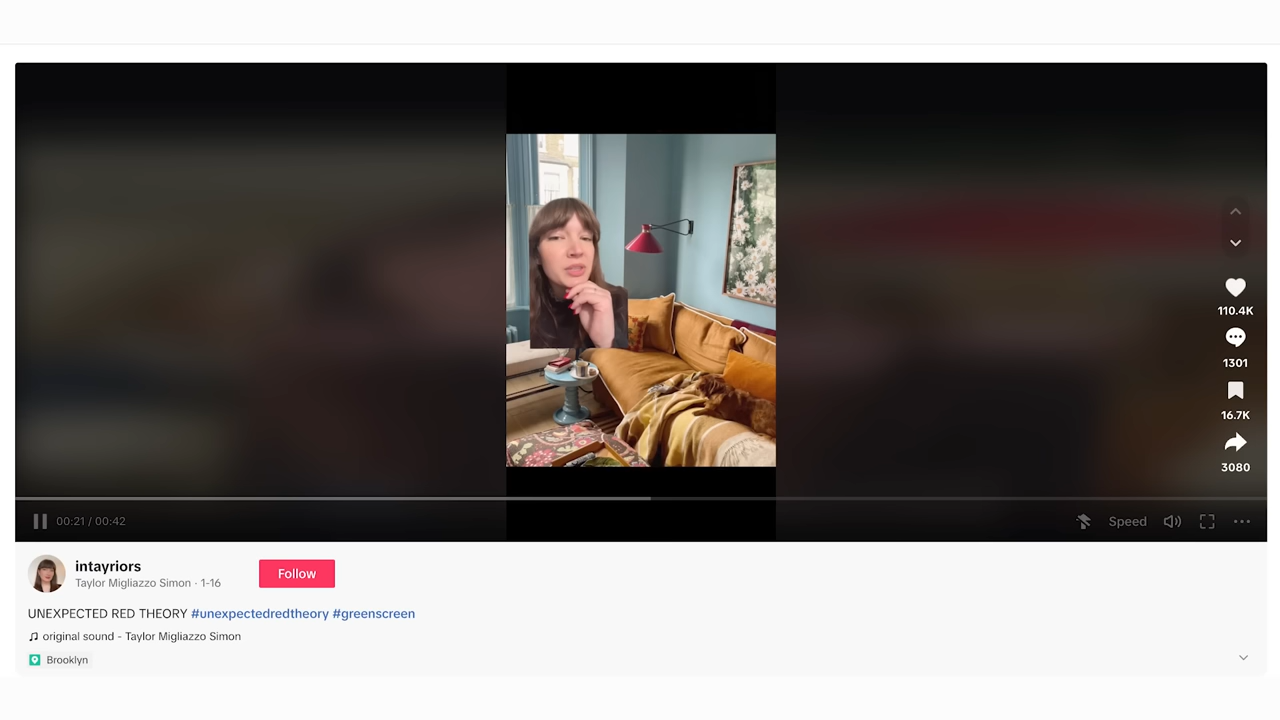 110.4K
1301
16.7K
3080
00:21 / 00:42
Speed
intayriors
Taylor Migliazzo Simon · 1-16
Follow
UNEXPECTED RED THEORY #unexpectedredtheory #greenscreen
original sound - Taylor Migliazzo Simon
Brooklyn